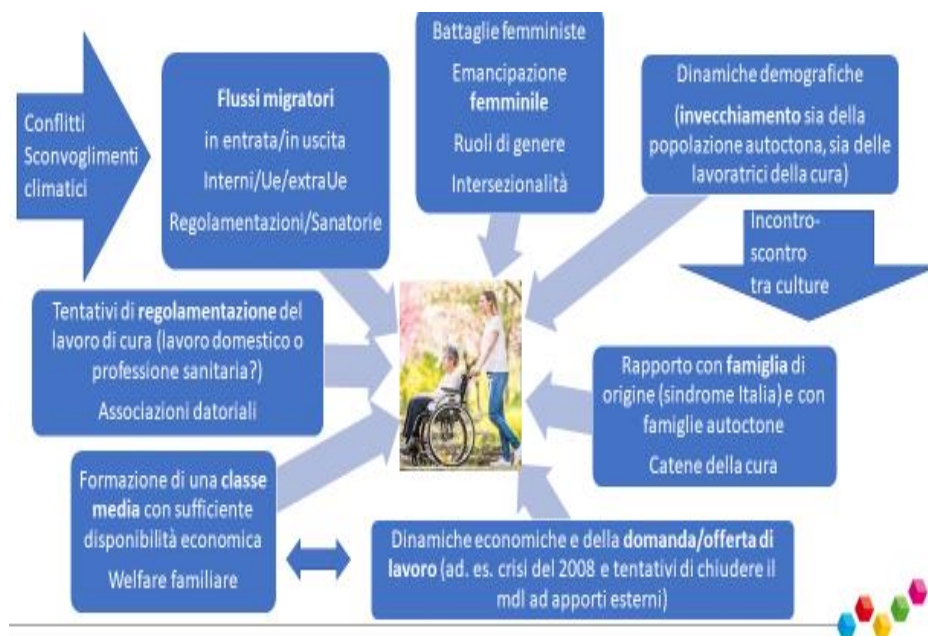 Conflitti
Sconvoglimenti
climatici
Flussi migratori
in entrata/in uscita
Interni/Ue/extraUe
Regolamentazioni/Sanatorie
Battaglie femministe
Emancipazione
femminile
Ruoli di genere
Intersezionalità
Dinamiche demografiche
(invecchiamento sia della
popolazione autoctona, sia delle
lavoratrici della cura)
Incontro-
scontro
tra culture
Tentativi di regolamentazione del
lavoro di cura (lavoro domestico o
professione sanitaria?)
Associazioni datoriali
Rapporto con famiglia di
origine (sindrome Italia) e con
famiglie autoctone
Catene della cura
Formazione di una classe
media con sufficiente
disponibilità economica
Welfare familiare
Dinamiche economiche e della domanda/offerta di
lavoro (ad. es. crisi del 2008 e tentativi di chiudere il
mdl ad apporti esterni)